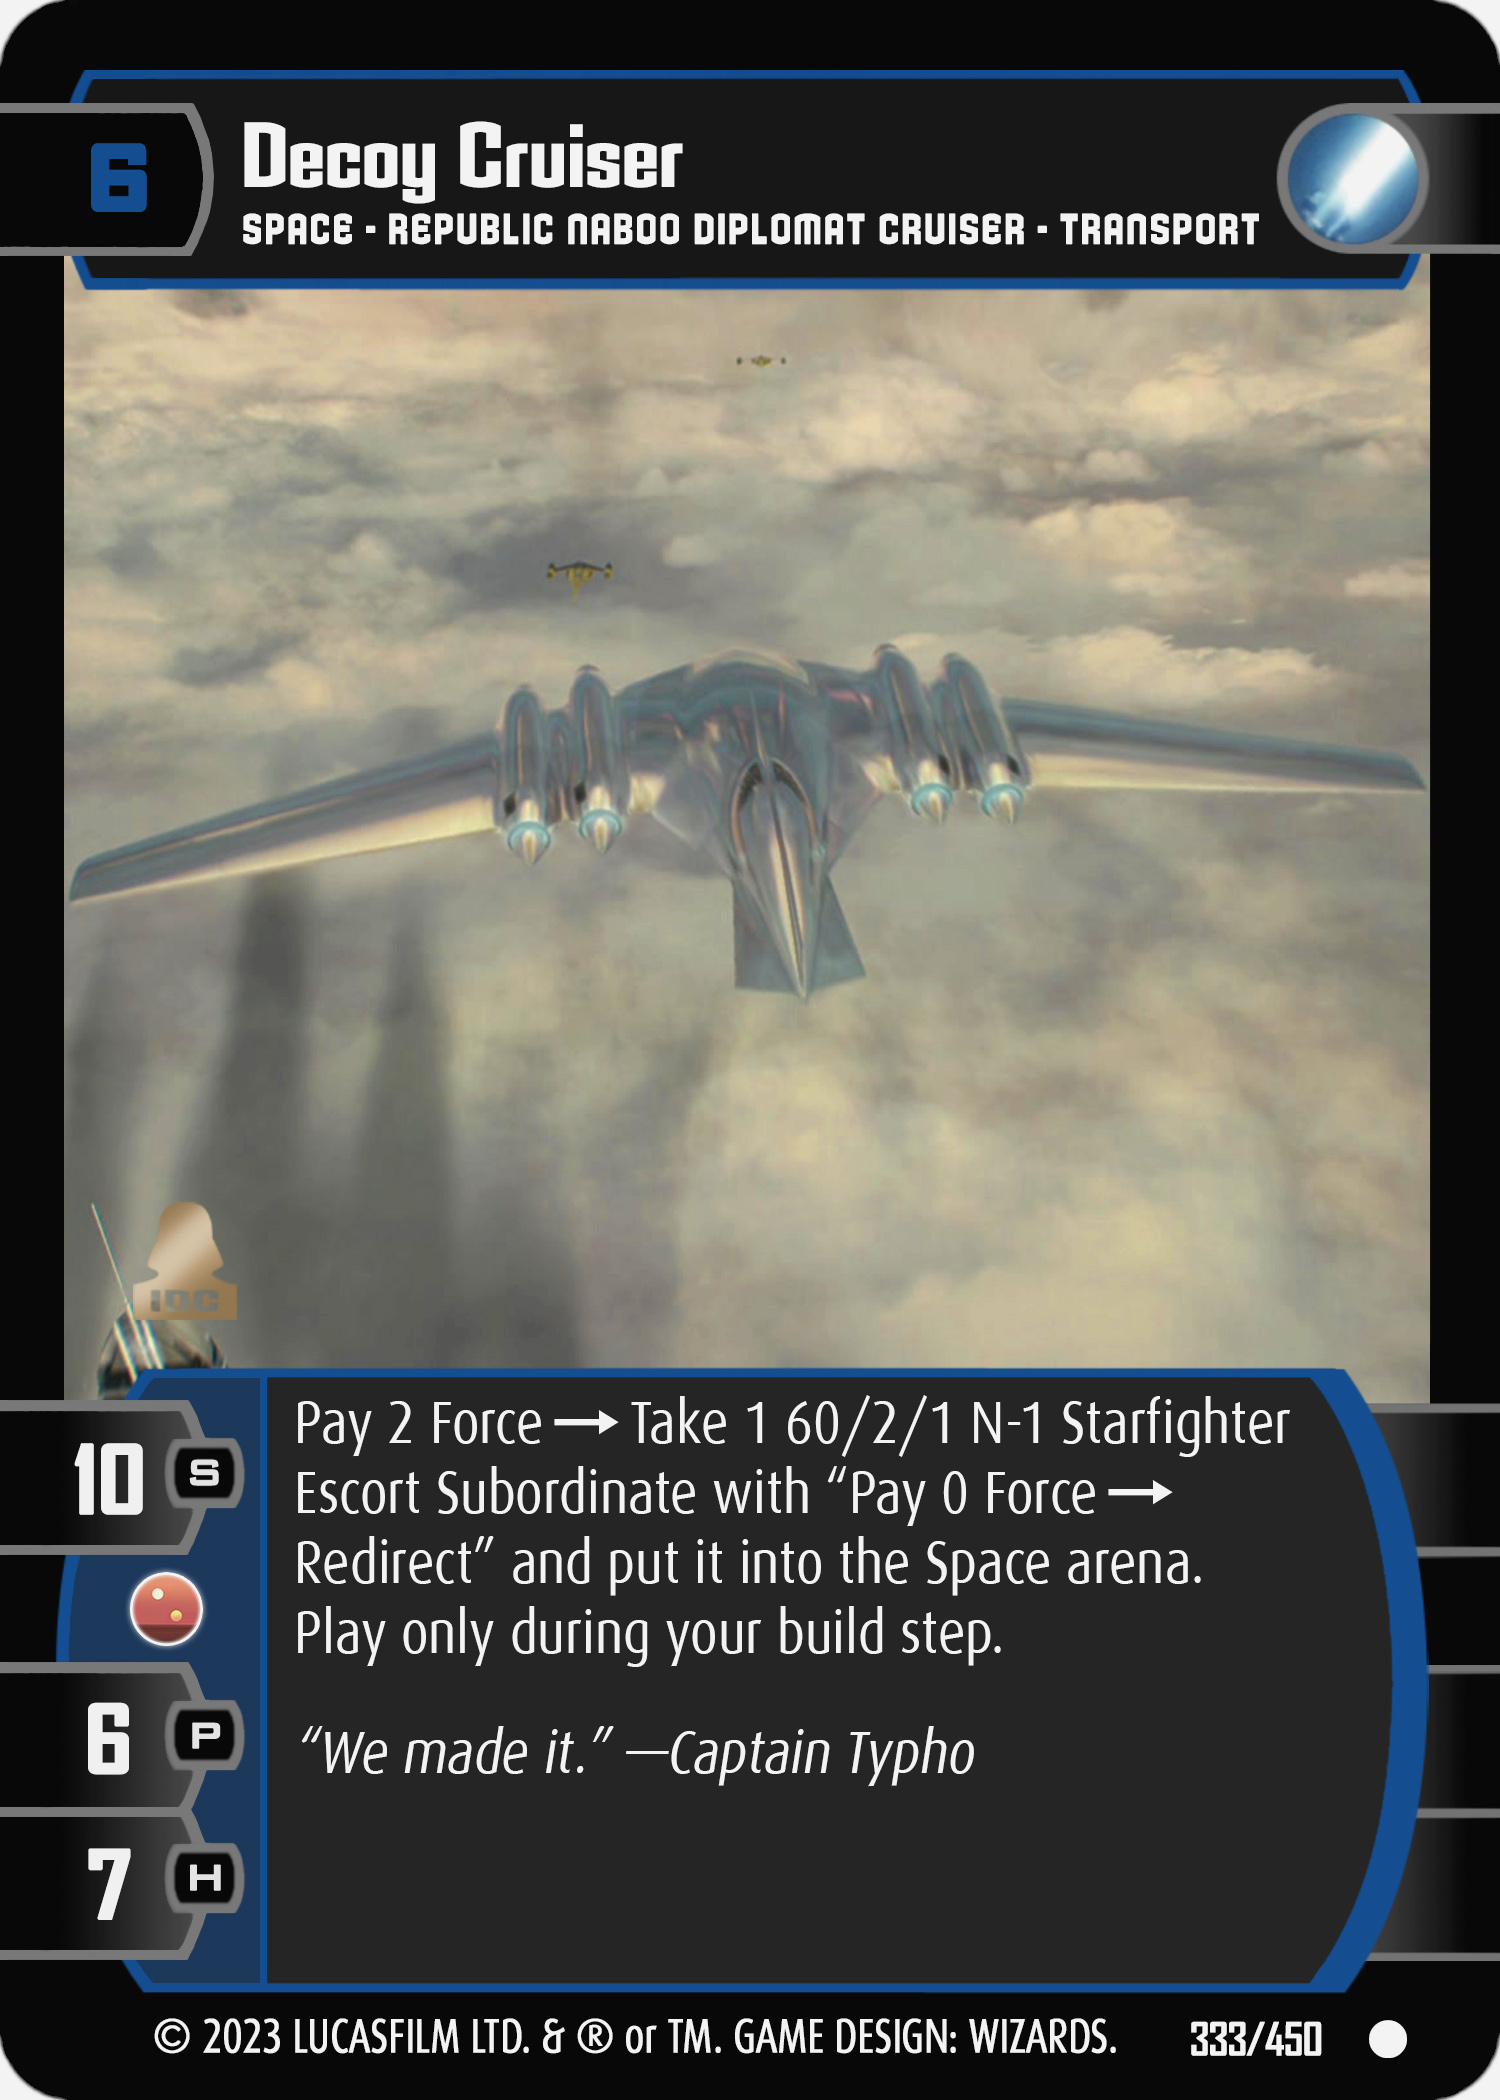 6
Decoy Cruiser
SPACE - REPUBLIC NABOO DIPLOMAT CRUISER - TRANSPORT
IDC
10 S
6 P
7 H
Pay 2 Force → Take 1 60/2/1 N-1 Starfighter
Escort Subordinate with “Pay 0 Force →
Redirect” and put it into the Space arena.
Play only during your build step.
“We made it.” —Captain Typho
© 2023 LUCASFILM LTD. & ® or TM. GAME DESIGN: WIZARDS.
333/450